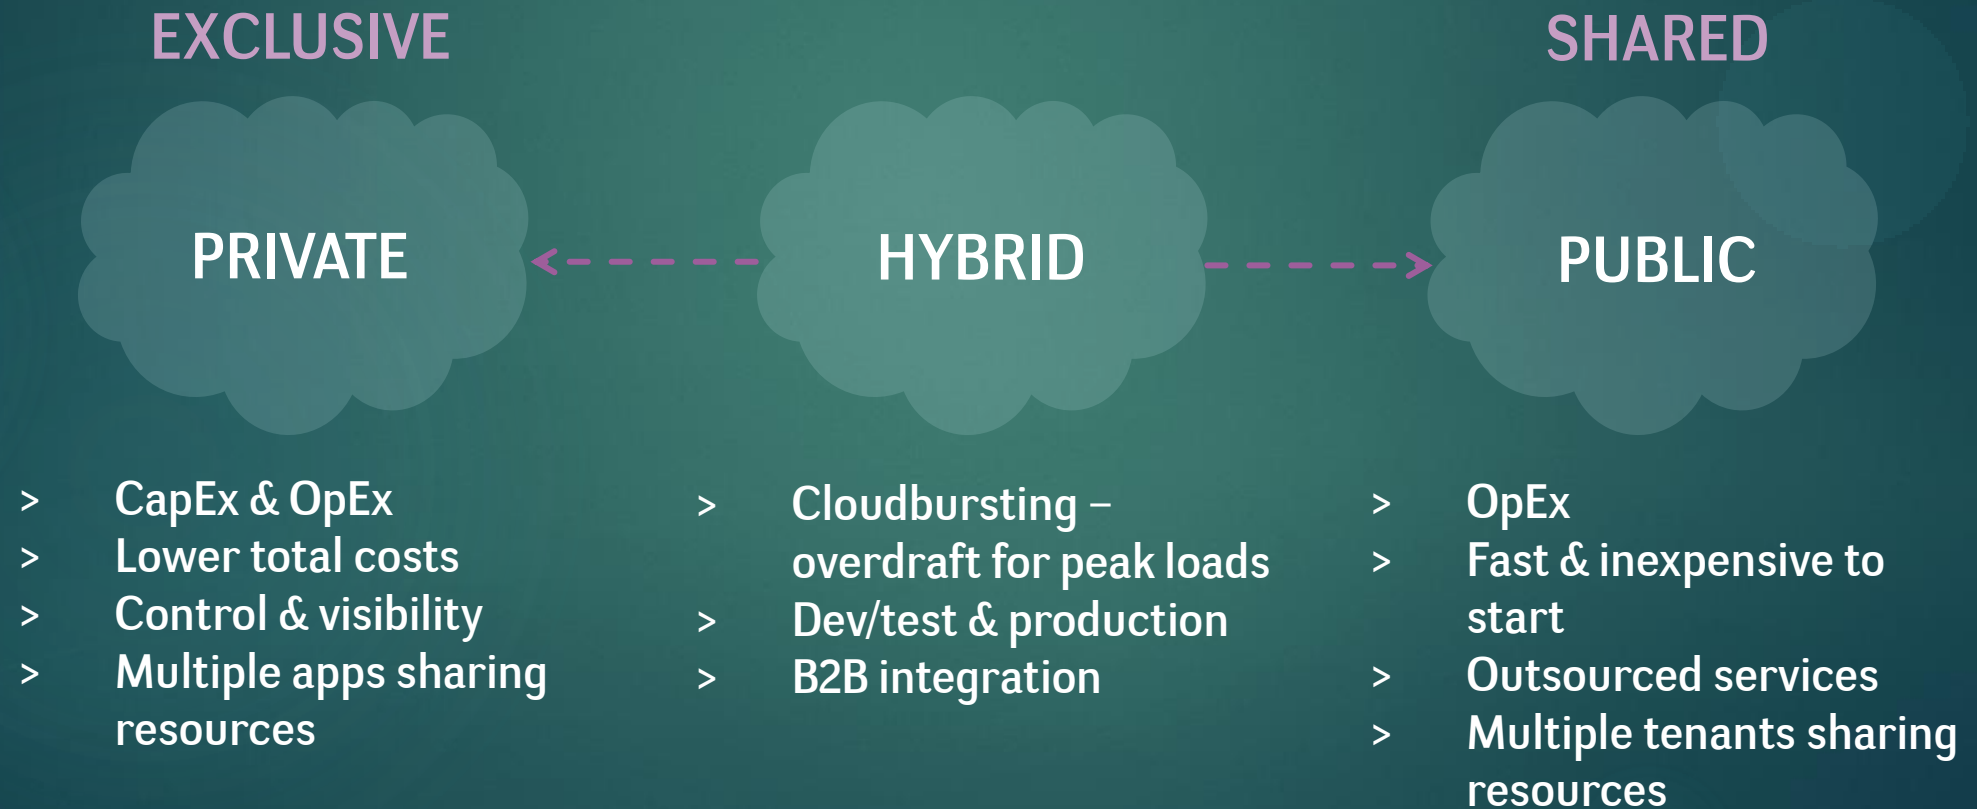 EXCLUSIVE
SHARED
PRIVATE
HYBRID
PUBLIC
> CapEx & OpEx
> Lower total costs
> Control & visibility
> Multiple apps sharing
resources
> Cloudbursting –
overdraft for peak loads
> Dev/test & production
> B2B integration
> OpEx
> Fast & inexpensive to
start
> Outsourced services
> Multiple tenants sharing
resources